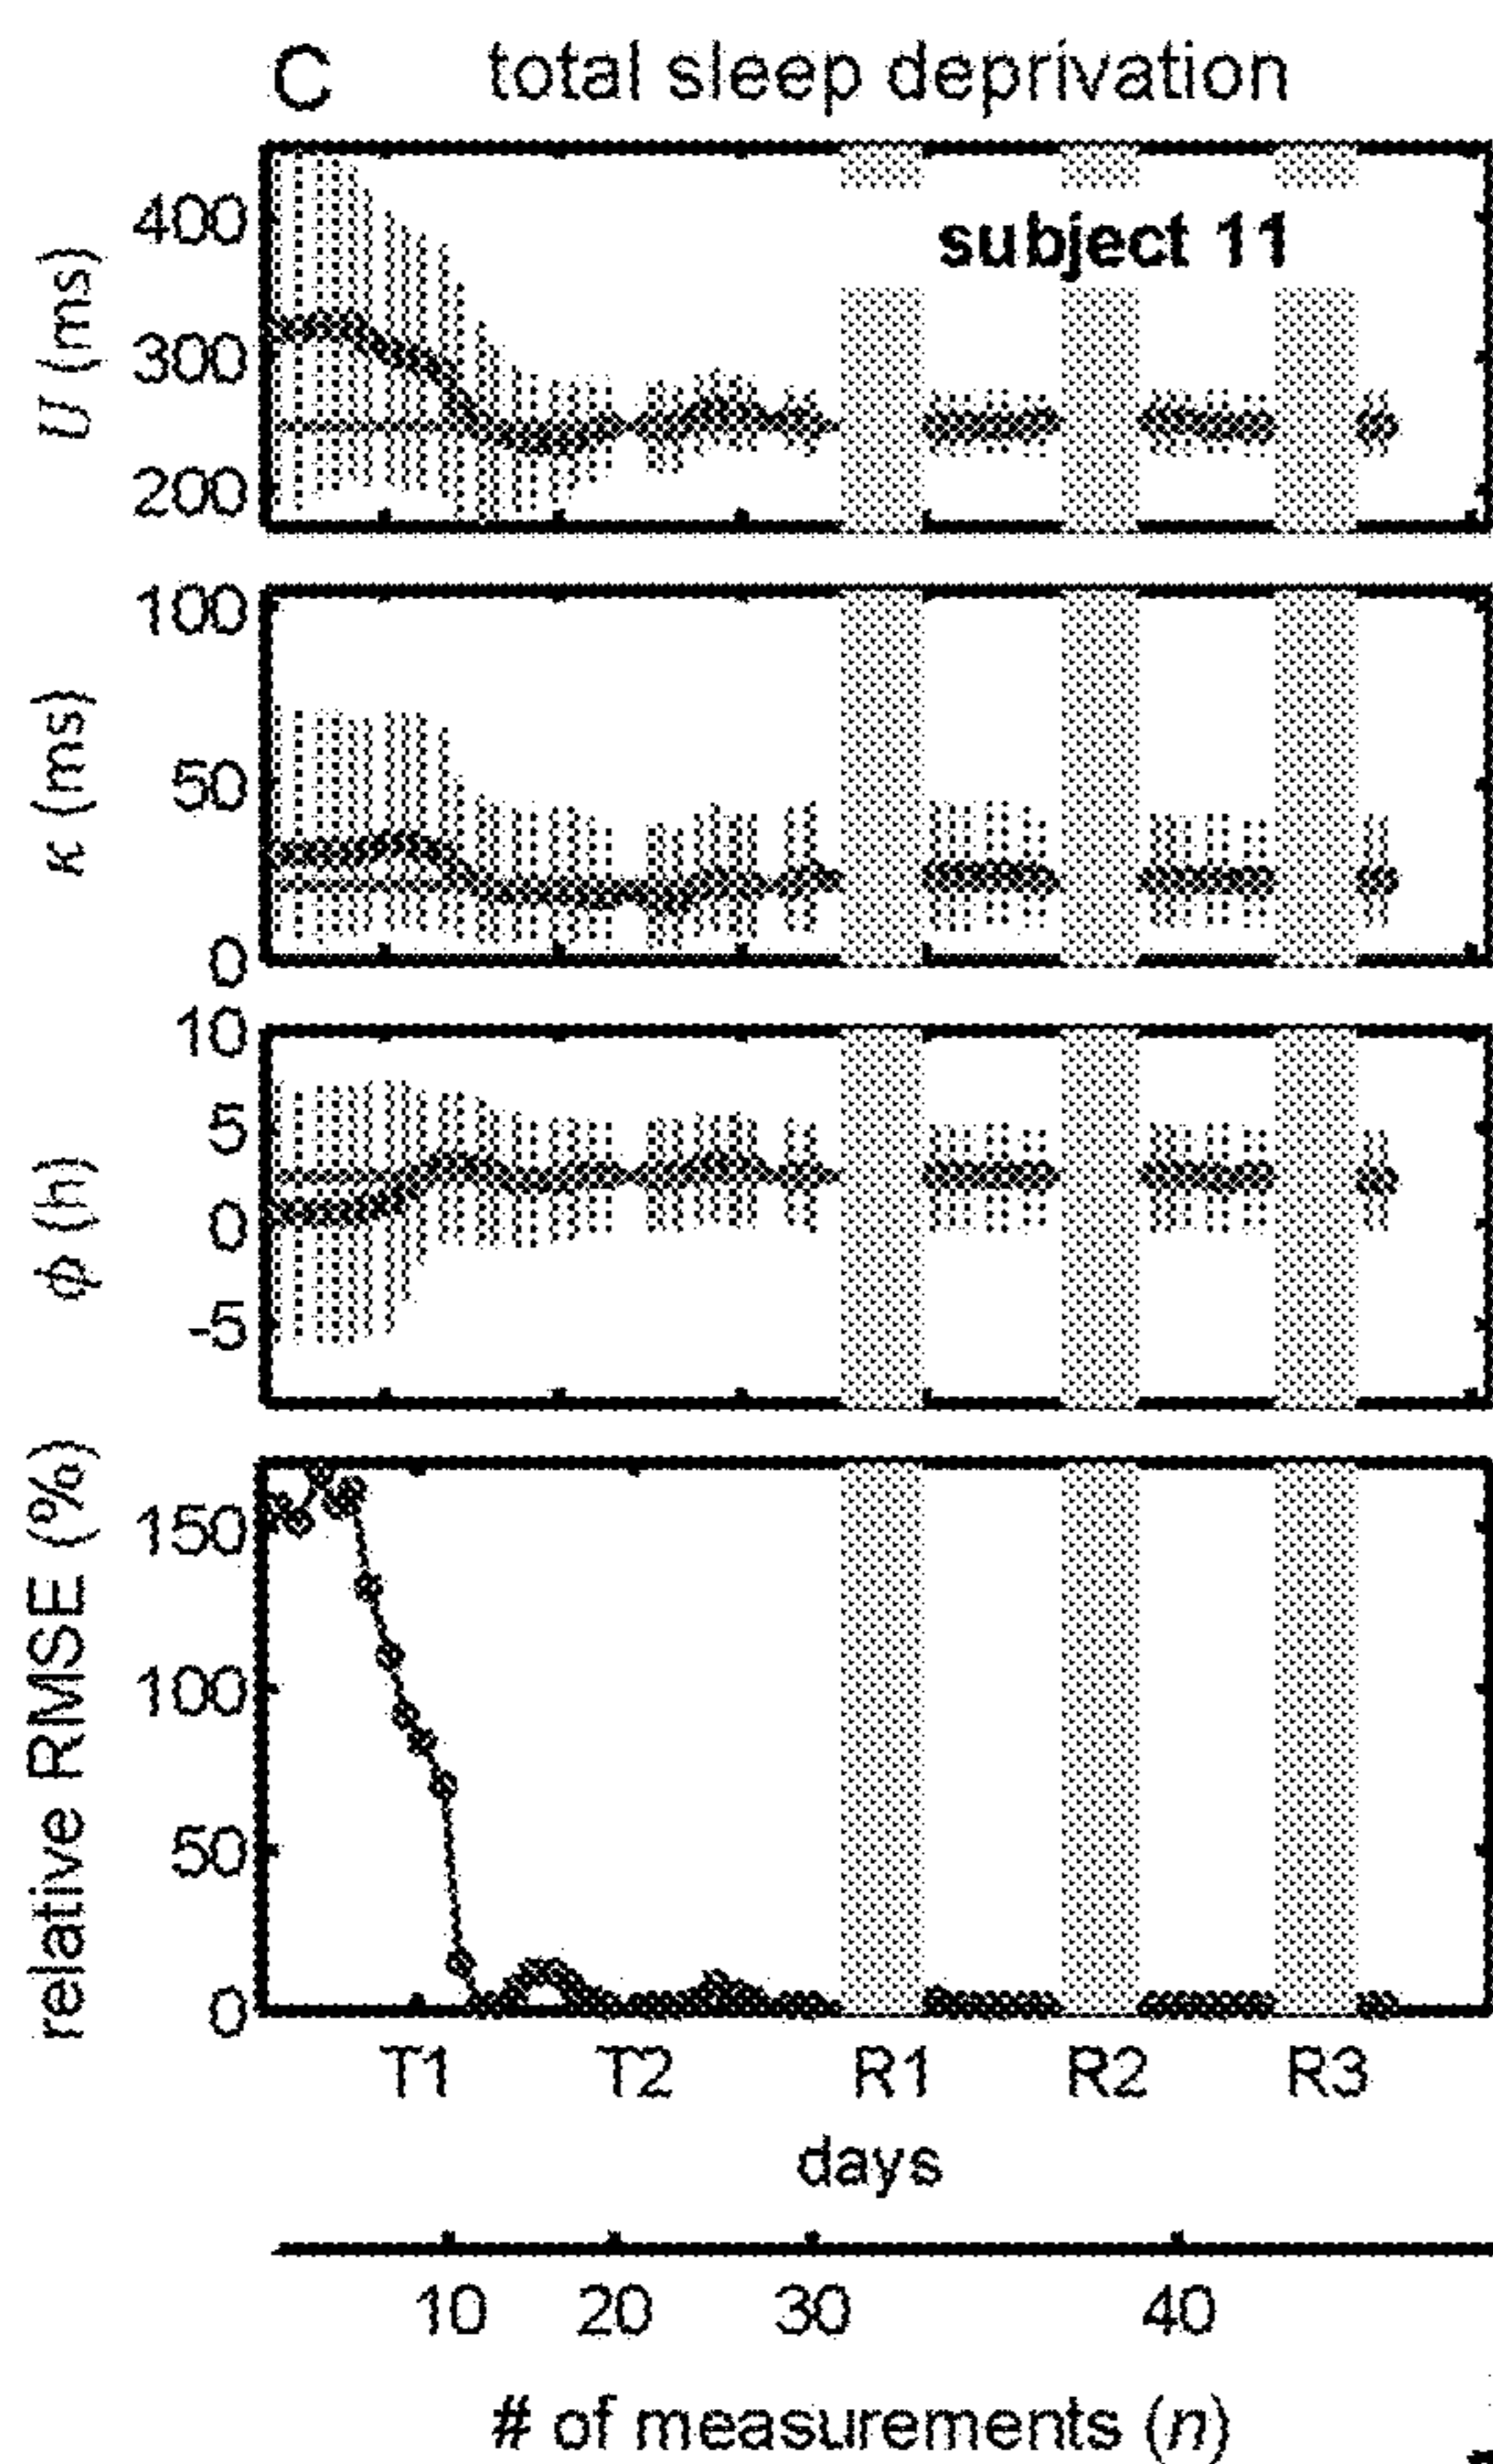 C total sleep deprivation
U (ms)
400
300
200
subject 11
κ (ms)
100
50
0
ϕ (h)
10
5
0
-5
relative RMSE (%)
150
100
50
0
T1 T2 R1 R2 R3
days
10 20 30 40
# of measurements (n)